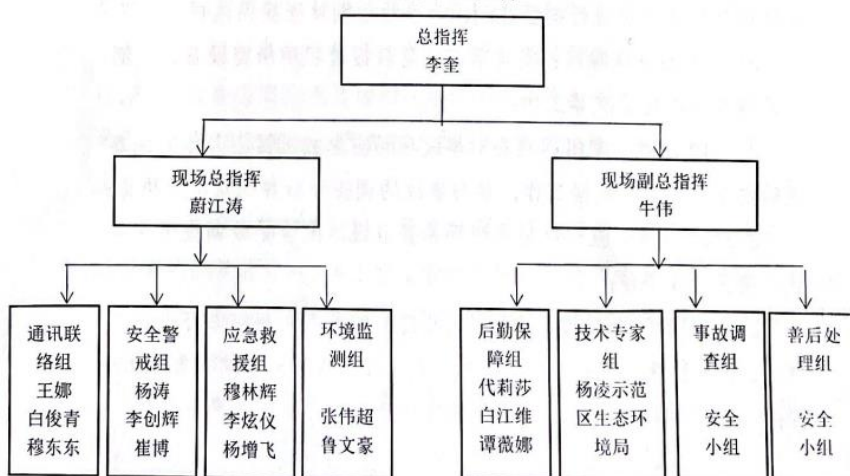 总指挥
李奎
现场总指挥
蔚江涛
现场副总指挥
牛伟
通讯联
络组
王娜
白俊青
穆东东
安全警
戒组
杨涛
李创辉
崔博
应急救
援组
穆林辉
李炫仪
杨增飞
环境监
测组
张伟超
鲁文豪
后勤保
障组
代莉莎
白江维
谭薇娜
技术专家
组
杨凌示范
区生态环
境局
事故调
查组
安全
小组
善后处
理组
安全
小组